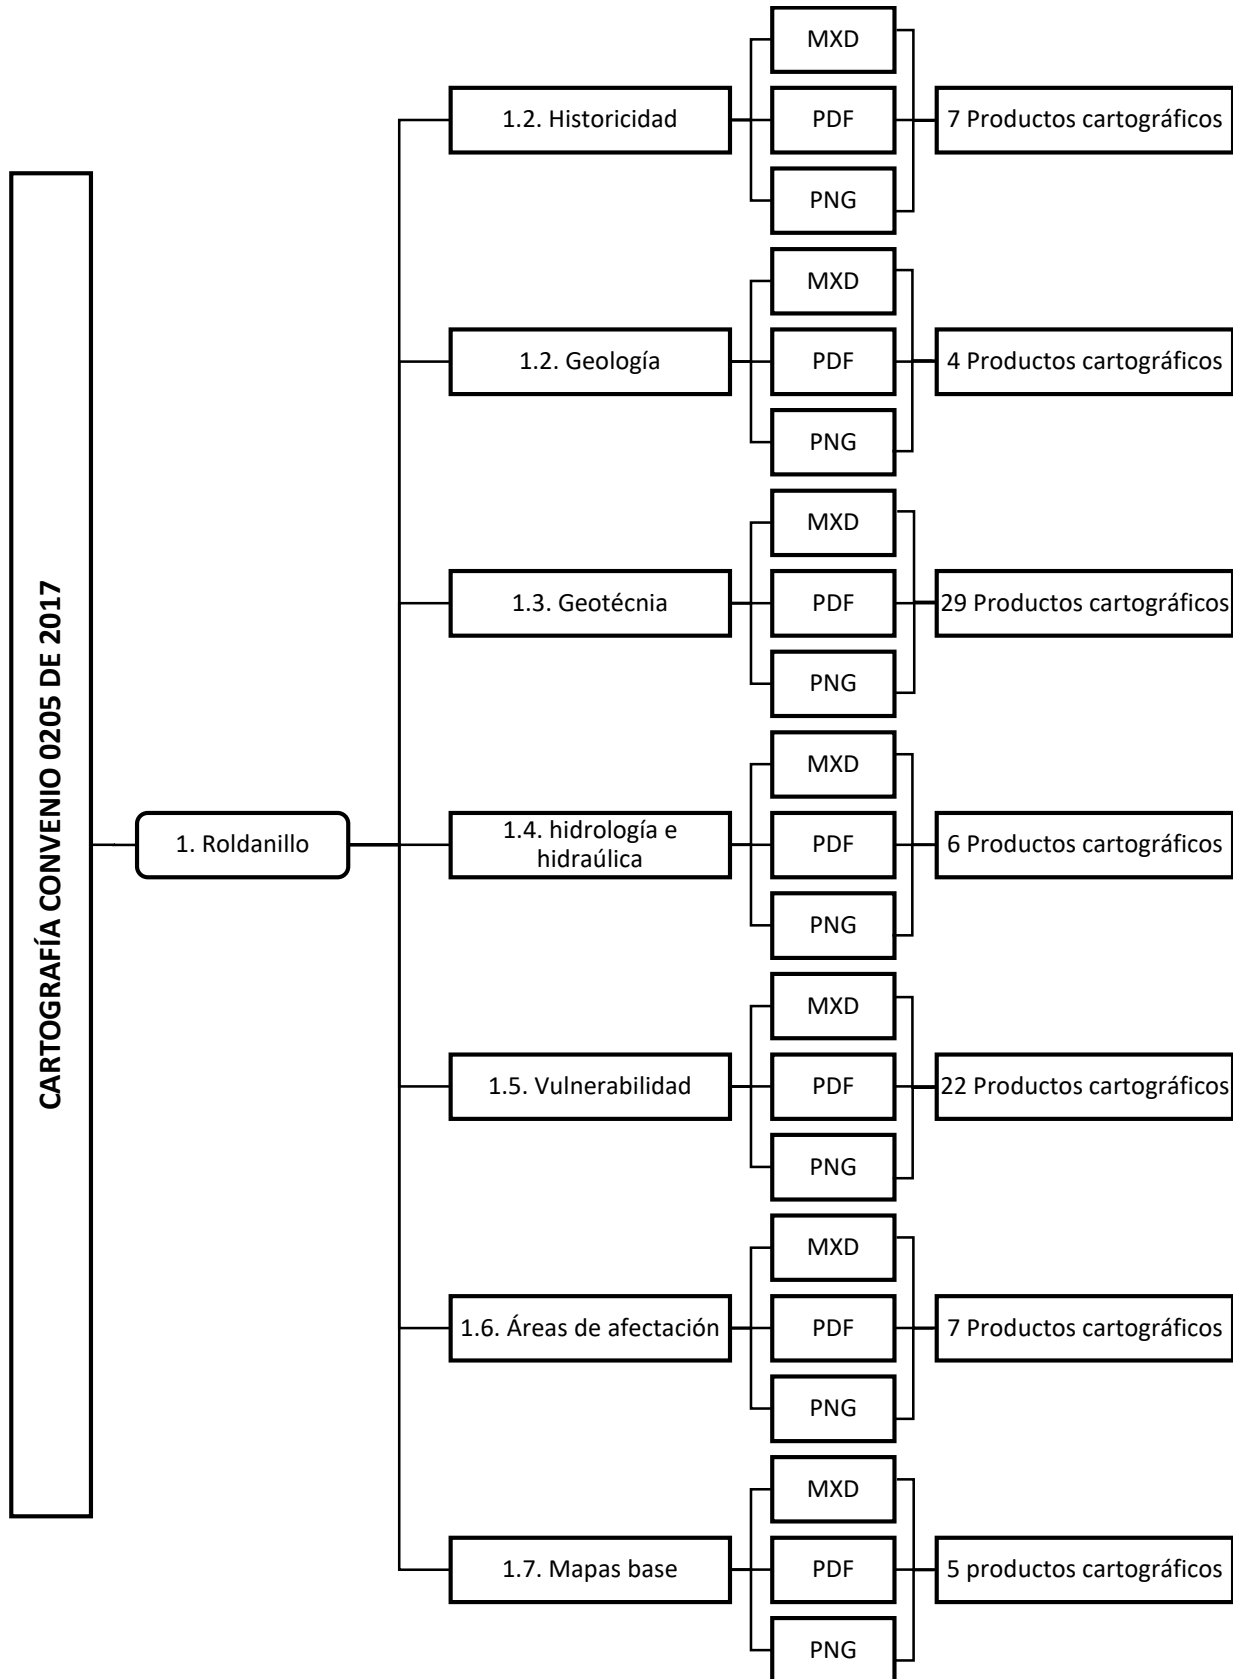 CARTOGRAFÍA CONVENIO 0205 DE 2017
1. Roldanillo
1.2. Historicidad
MXD
PDF
PNG
7 Productos cartográficos
1.2. Geología
MXD
PDF
PNG
4 Productos cartográficos
1.3. Geotécnia
MXD
PDF
PNG
29 Productos cartográficos
1.4. hidrología e
hidraúlica
MXD
PDF
PNG
6 Productos cartográficos
1.5. Vulnerabilidad
MXD
PDF
PNG
22 Productos cartográficos
1.6. Áreas de afectación
MXD
PDF
PNG
7 Productos cartográficos
1.7. Mapas base
MXD
PDF
PNG
5 productos cartográficos